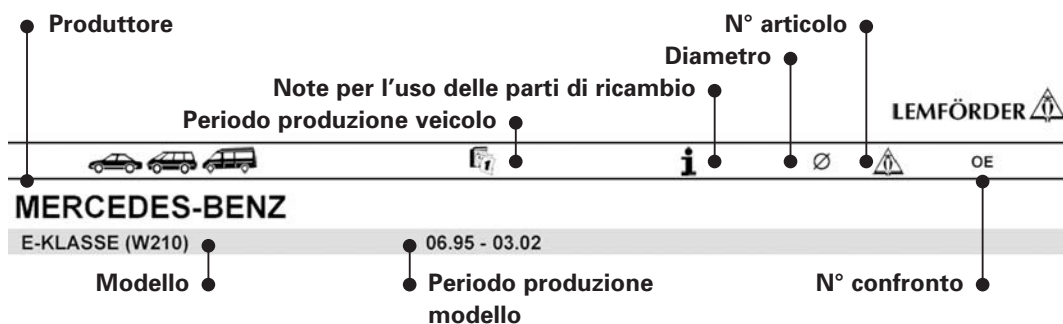 Produttore
N° articolo
Diametro
Note per l'uso delle parti di ricambio
Periodo produzione veicolo
LEMFÖRDER
1 i Ø OE
MERCEDES-BENZ
E-KLASSE (W210) 06.95 - 03.02
Modello
Periodo produzione
modello
N° confronto